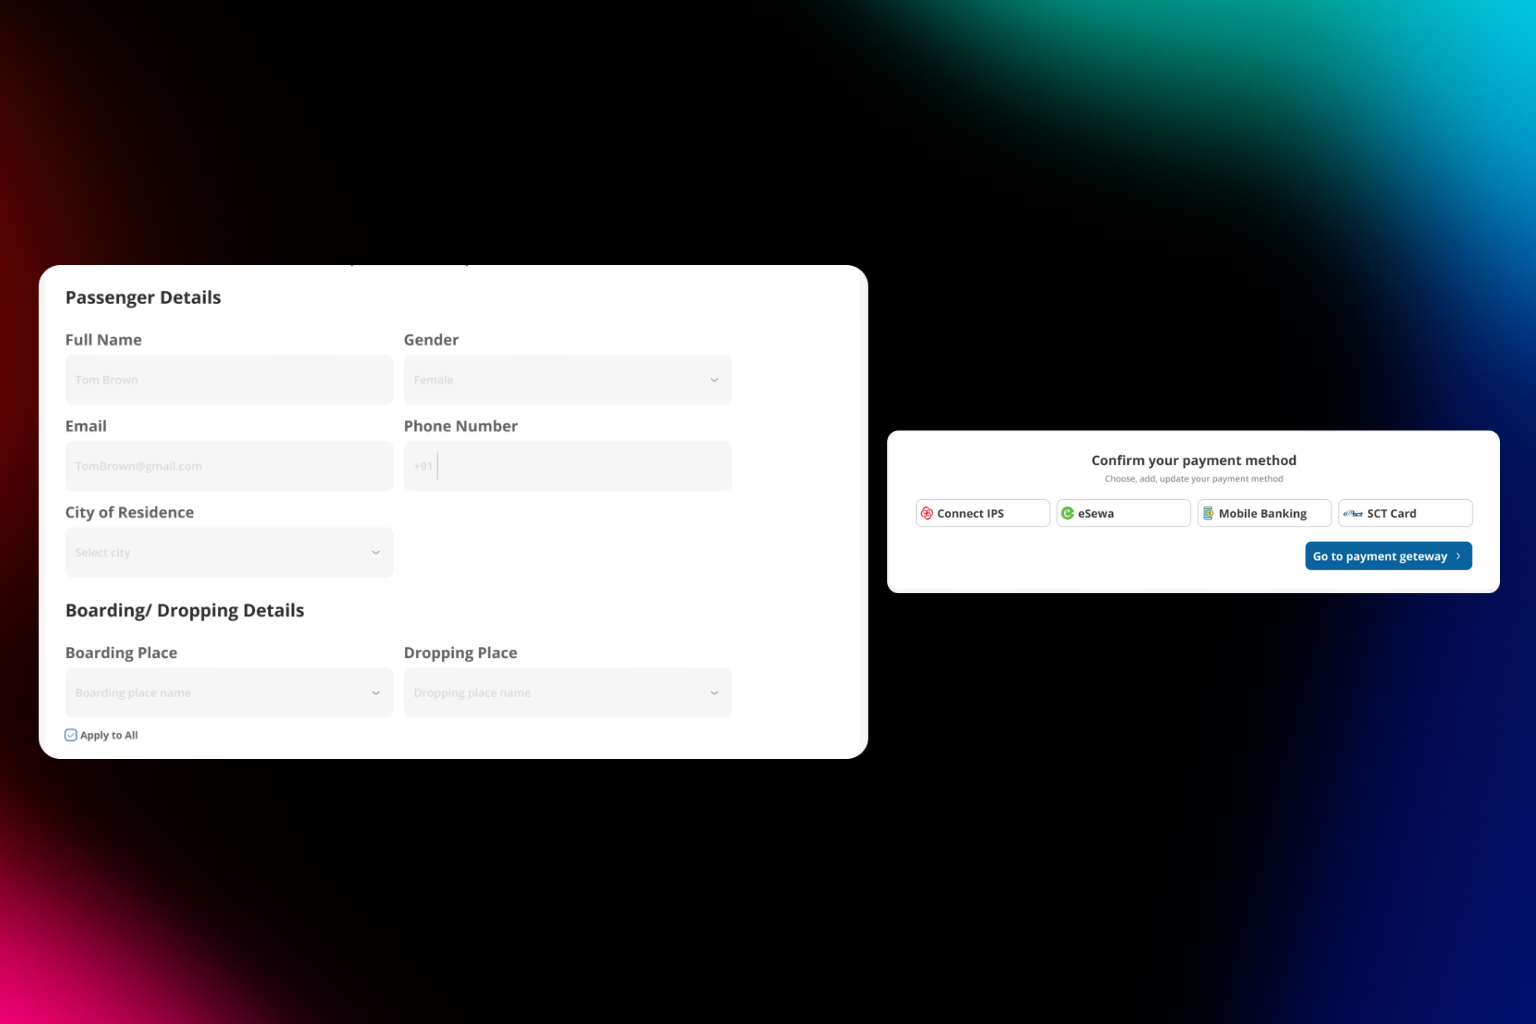 Passenger Details
Full Name
Gender
Tom Brown
Female
Email
Phone Number
TomBrown@gmail.com
+91
City of Residence
Select city
Boarding/ Dropping Details
Boarding Place
Dropping Place
Boarding place name
Dropping place name
Apply to All
Confirm your payment method
Choose, add, update your payment method
Connect IPS
eSewa
Mobile Banking
SCT Card
Go to payment geteway